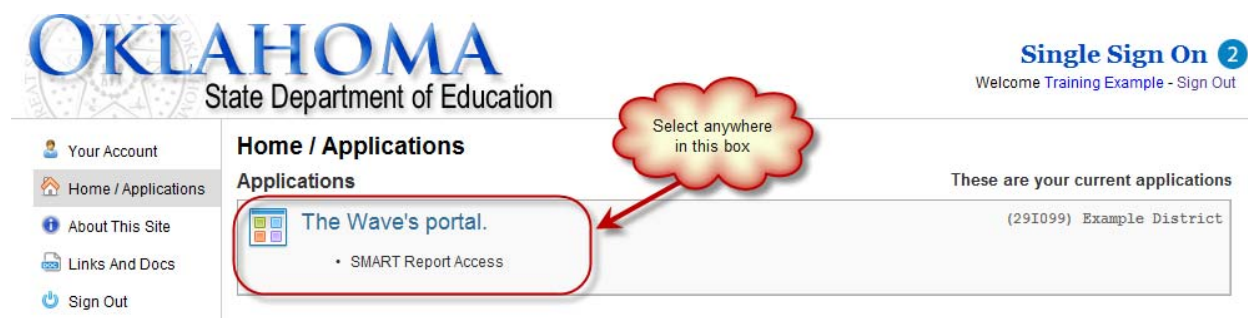 OKLAHOMA
State Department of Education
Single Sign On 2
Welcome Training Example - Sign Out
Your Account
Home / Applications
About This Site
Links And Docs
Sign Out
Home / Applications
Applications
These are your current applications
Select anywhere
in this box
The Wave's portal.
• SMART Report Access
(29I099) Example District